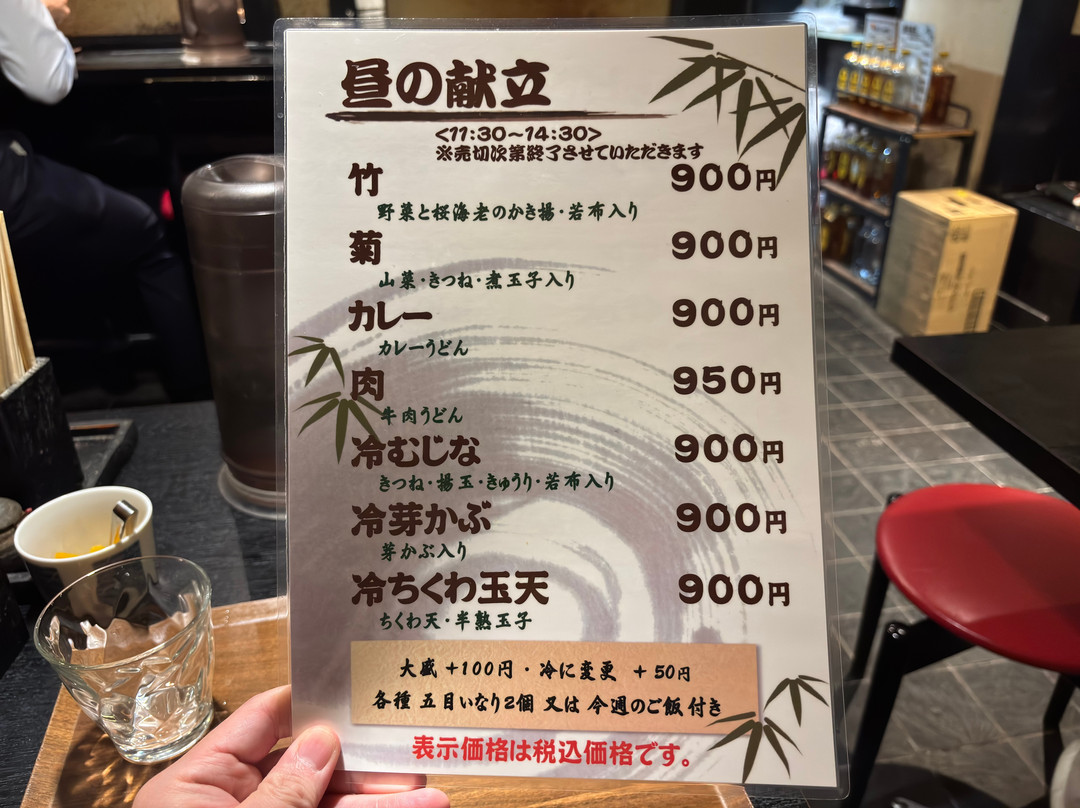 昼の献立
<11:30～14:30>
※売切次第終了させていただきます
竹 900円
野菜と桜海老のかき揚・若布入り
菊 900円
山菜・きつね・煮玉子入り
カレー 900円
カレーうどん
肉 950円
牛肉うどん
冷むじな 900円
きつね・揚玉・きゅうり・若布入り
冷芽かぶ 900円
芽かぶ入り
冷ちくわ玉天 900円
ちくわ天・半熟玉子
大盛 +100円・冷に変更 +50円
各種 五目いなり2個 又は 今週のご飯付き
表示価格は税込価格です。